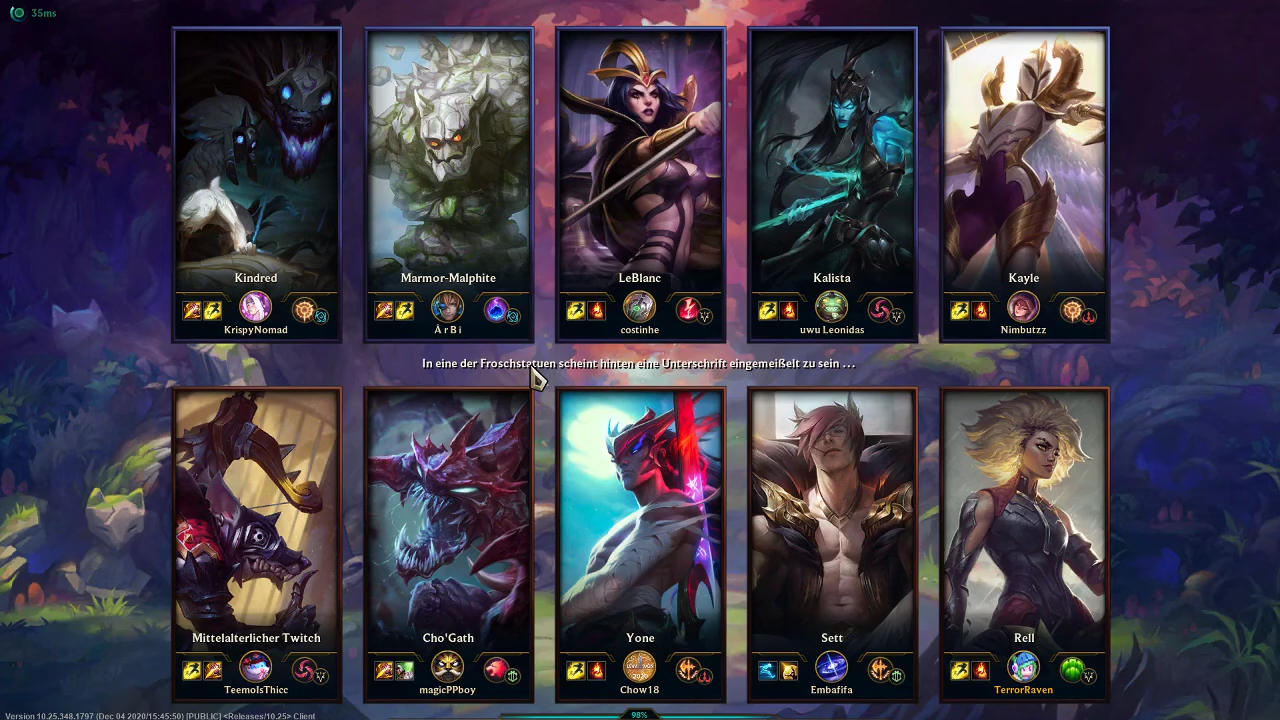 35ms
Kindred
Marmor-Malphite
LeBlanc
Kalista
Kayle
KrispyNomad
Â r B i
costinhe
uwu Leonidas
Nimbutzz
In eine der Froschstatuen scheint hinten eine Unterschrift eingemeißelt zu sein ...
Mittelalterlicher Twitch
Cho'Gath
Yone
Sett
Rell
TeemoIsThicc
magicPPboy
Chow18
Embafifa
TerrorRaven
Version 10.25.348.1797 (Dec 04 2020/15:45:50) [PUBLIC] <Releases/10.25> Client
98%